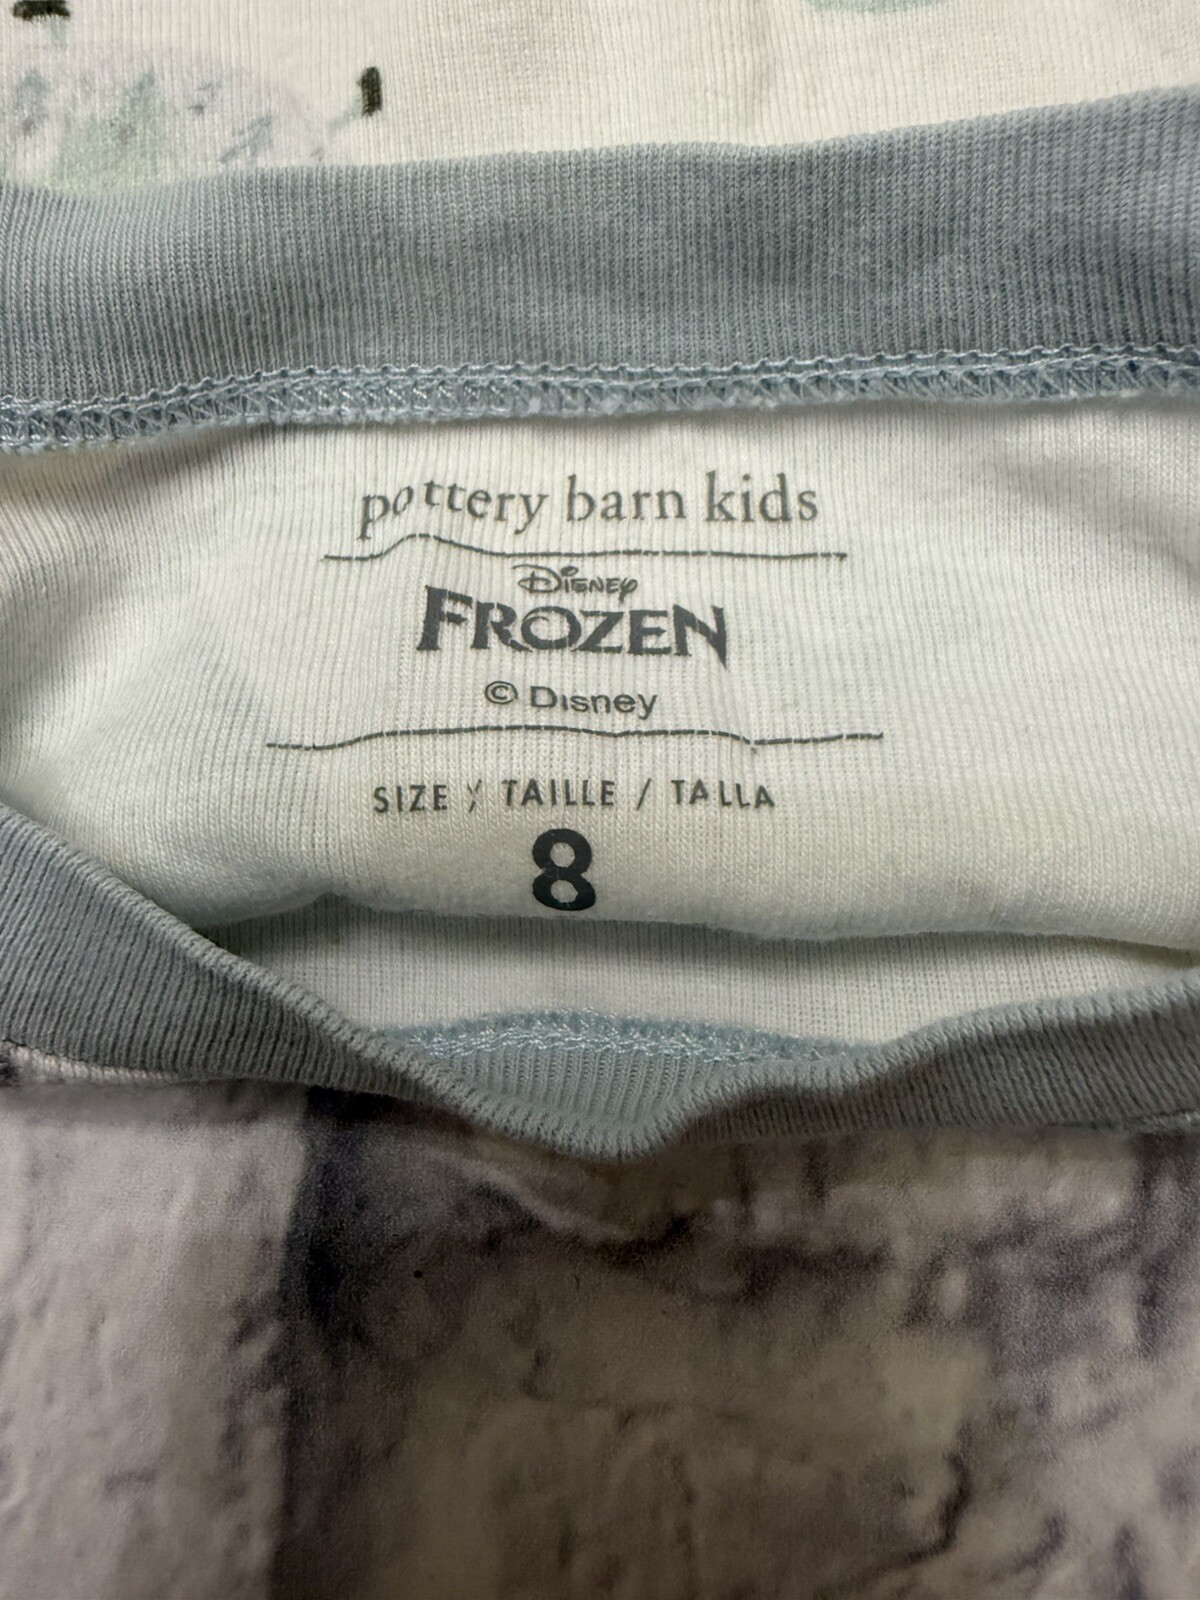 pottery barn kids
Disney
FROZEN
© Disney
SIZE / TAILLE / TALLA
8